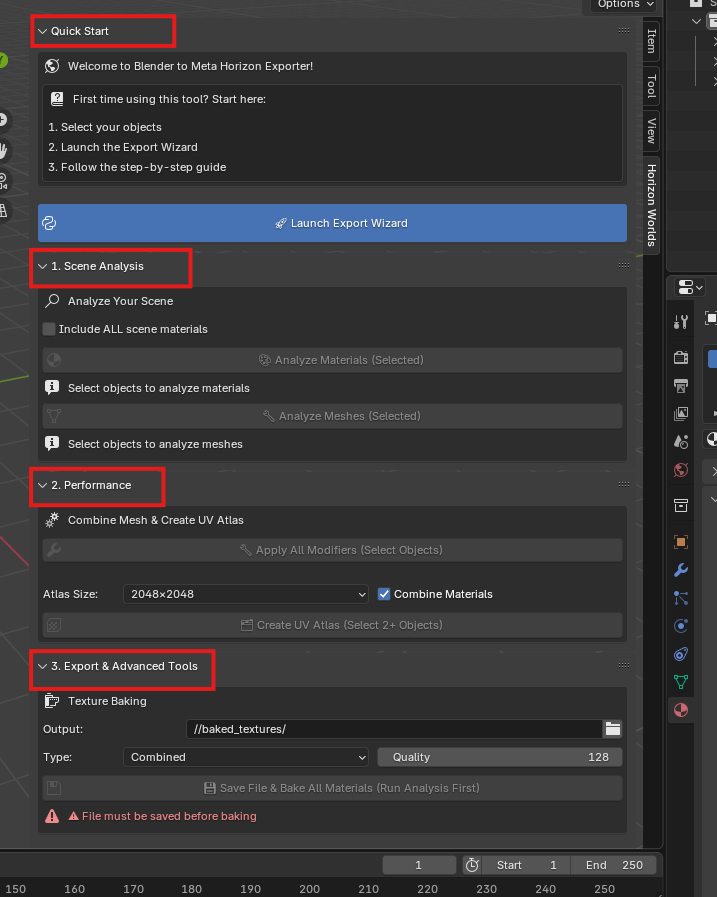 Options
Quick Start
Welcome to Blender to Meta Horizon Exporter!
First time using this tool? Start here:
1. Select your objects
2. Launch the Export Wizard
3. Follow the step-by-step guide
Launch Export Wizard
1. Scene Analysis
Analyze Your Scene
Include ALL scene materials
Analyze Materials (Selected)
Select objects to analyze materials
Analyze Meshes (Selected)
Select objects to analyze meshes
2. Performance
Combine Mesh & Create UV Atlas
Apply All Modifiers (Select Objects)
Atlas Size: 2048×2048 Combine Materials
Create UV Atlas (Select 2+ Objects)
3. Export & Advanced Tools
Texture Baking
Output: //baked_textures/
Type: Combined Quality 128
Save File & Bake All Materials (Run Analysis First)
File must be saved before baking
Item
Tool
View
Horizon Worlds
1 Start 1 End 250
150 160 170 180 190 200 210 220 230 240 250